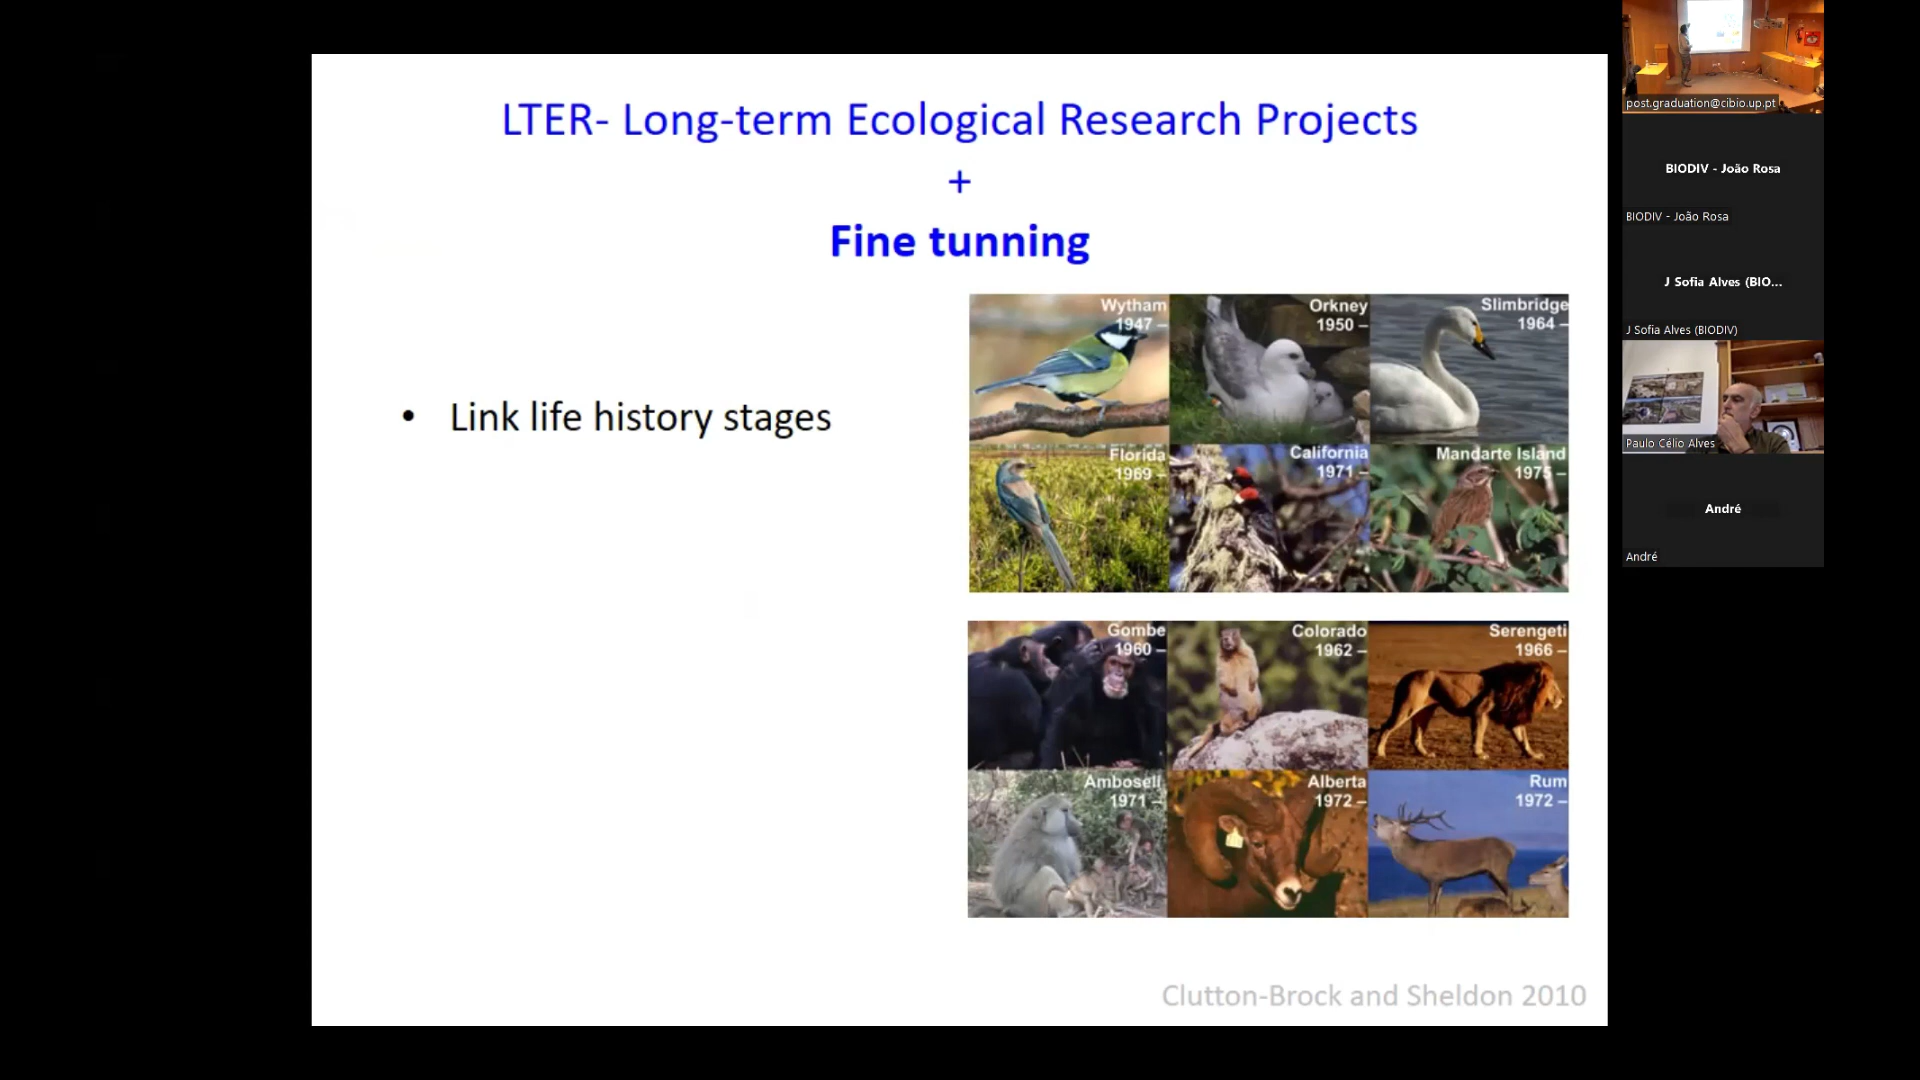 LTER- Long-term Ecological Research Projects
+
Fine tunning
• Link life history stages
Wytham
1947 –
Orkney
1950 –
Slimbridge
1964 –
Florida
1969 –
California
1971 –
Mandarte Island
1975 –
Gombe
1960 –
Colorado
1962 –
Serengeti
1966 –
Amboseli
1971 –
Alberta
1972 –
Rum
1972 –
Clutton-Brock and Sheldon 2010
post.graduation@cibio.up.pt
BIODIV - João Rosa
BIODIV - João Rosa
J Sofia Alves (BIO...
J Sofia Alves (BIODIV)
Paulo Célio Alves
André
André